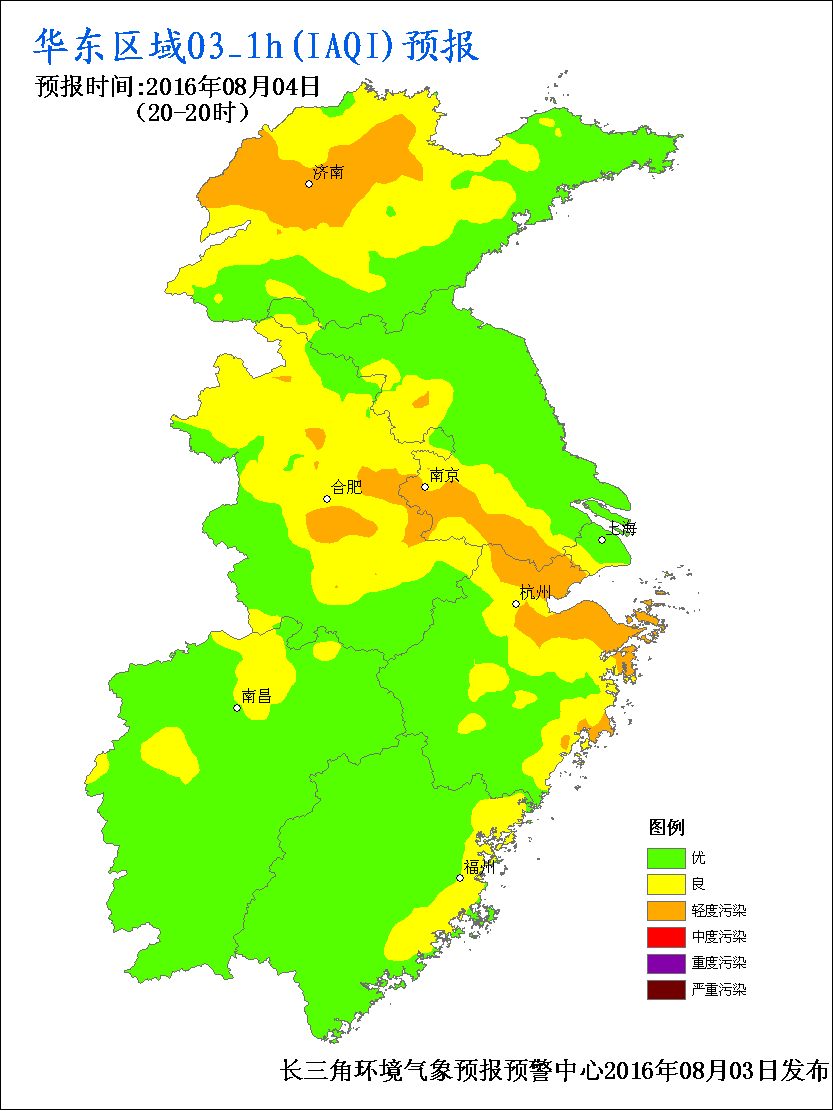 华东区域O3_1h(IAQI)预报
预报时间:2016年08月04日
（20-20时）
济南
南京
合肥
上海
杭州
南昌
福州
图例
优
良
轻度污染
中度污染
重度污染
严重污染
长三角环境气象预报预警中心2016年08月03日发布